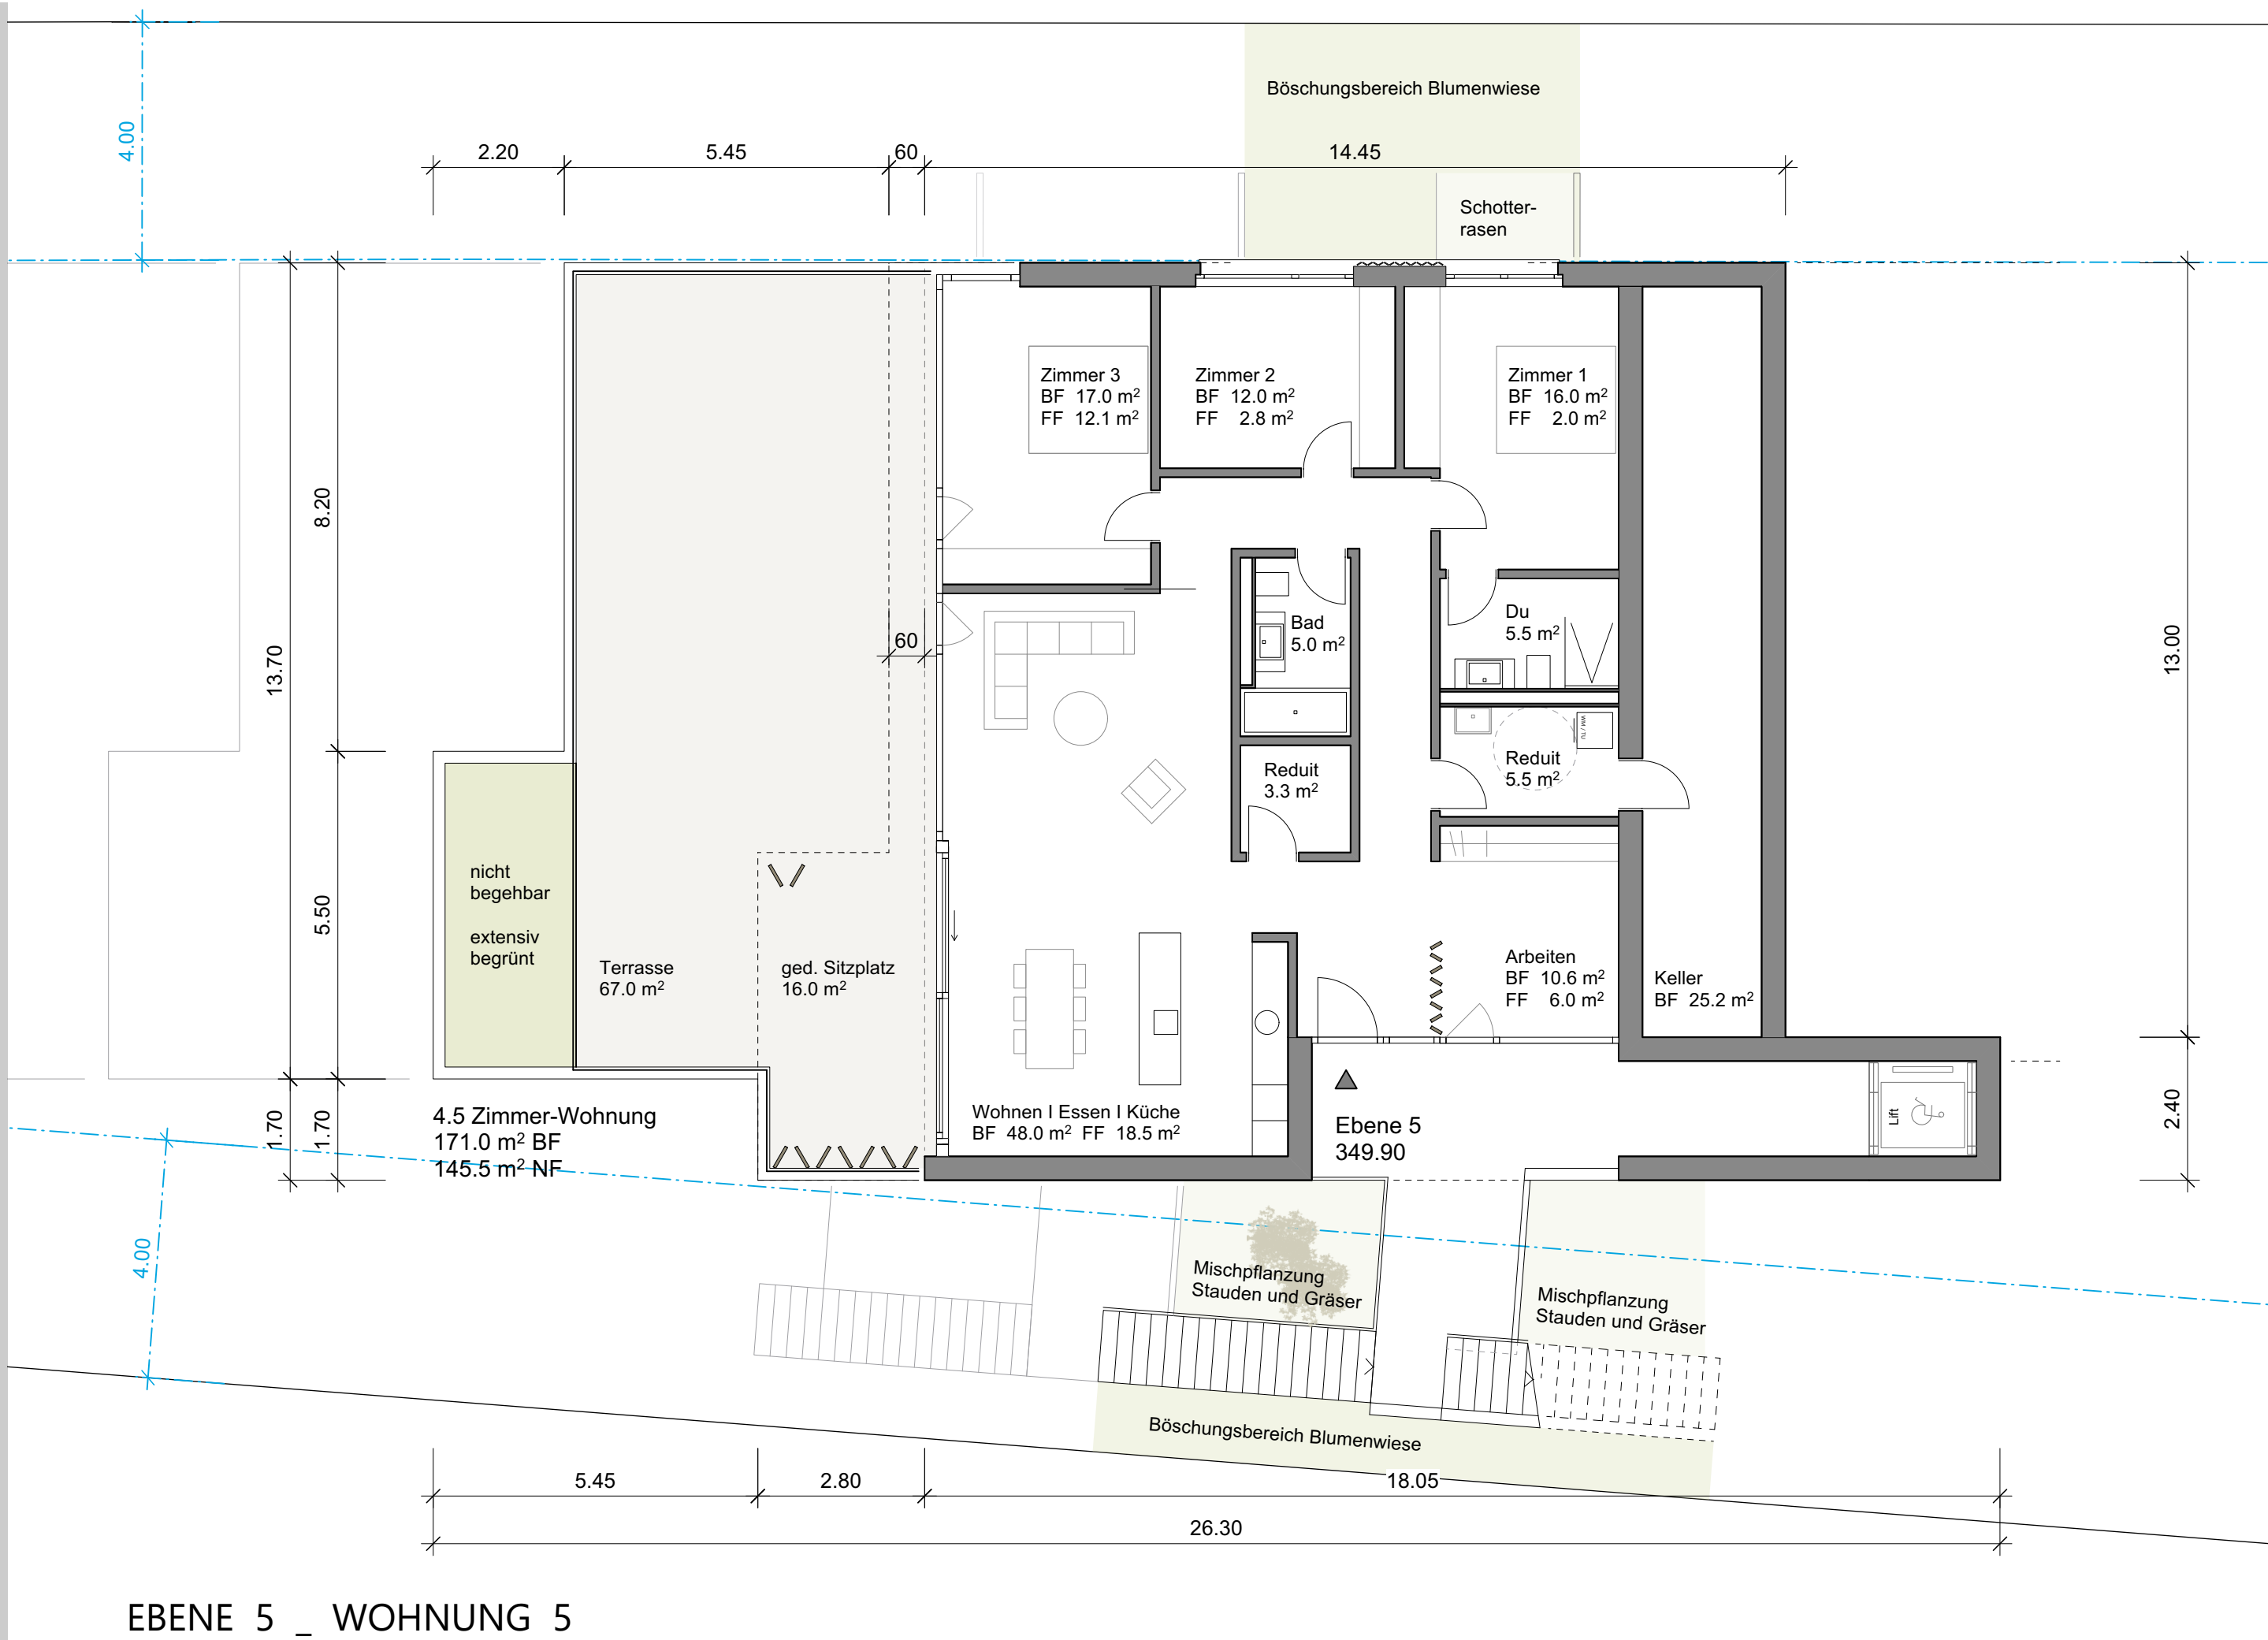 Böschungsbereich Blumenwiese
4.00
2.20
5.45
60
14.45
Schotter-
rasen
Zimmer 3
BF 17.0 m²
FF 12.1 m²
Zimmer 2
BF 12.0 m²
FF 2.8 m²
Zimmer 1
BF 16.0 m²
FF 2.0 m²
8.20
13.70
60
Bad
5.0 m²
Du
5.5 m²
13.00
Reduit
3.3 m²
WM / TU
Reduit
5.5 m²
5.50
nicht
begehbar
extensiv
begrünt
Terrasse
67.0 m²
ged. Sitzplatz
16.0 m²
Arbeiten
BF 10.6 m²
FF 6.0 m²
Keller
BF 25.2 m²
1.70
1.70
4.5 Zimmer-Wohnung
171.0 m² BF
145.5 m² NF
Wohnen I Essen I Küche
BF 48.0 m² FF 18.5 m²
Ebene 5
349.90
Lift
2.40
4.00
Mischpflanzung
Stauden und Gräser
Mischpflanzung
Stauden und Gräser
Böschungsbereich Blumenwiese
5.45
2.80
18.05
26.30
EBENE 5 _ WOHNUNG 5